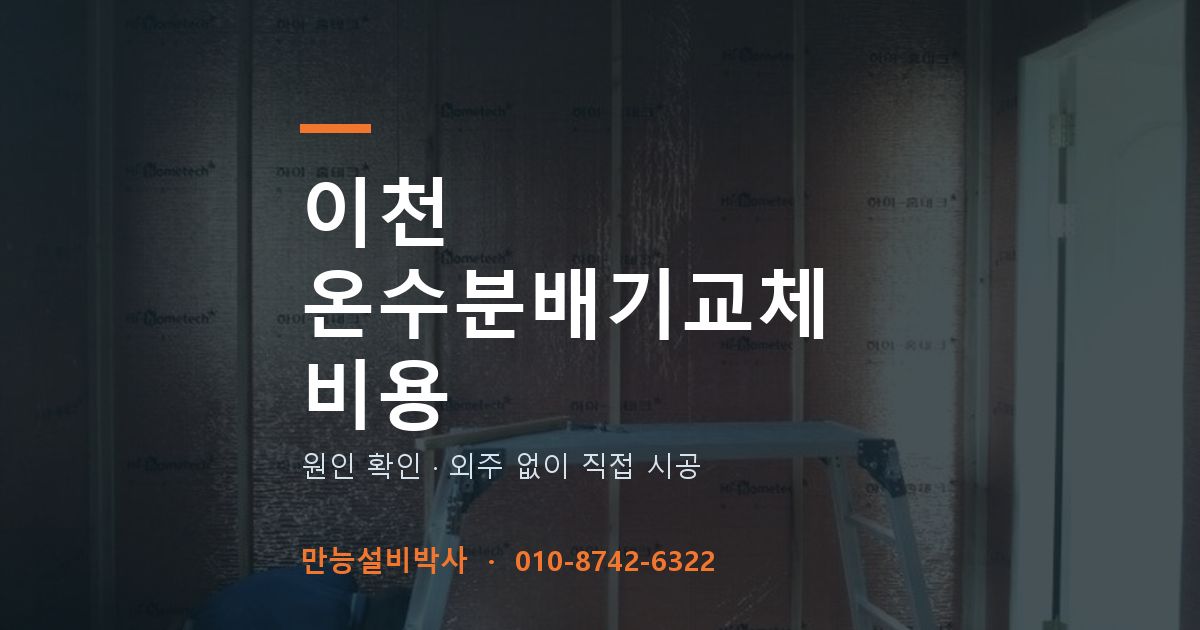 이천
온수분배기교체
비용
원인 확인 · 외주 없이 직접 시공
만능설비박사 · 010-8742-6322